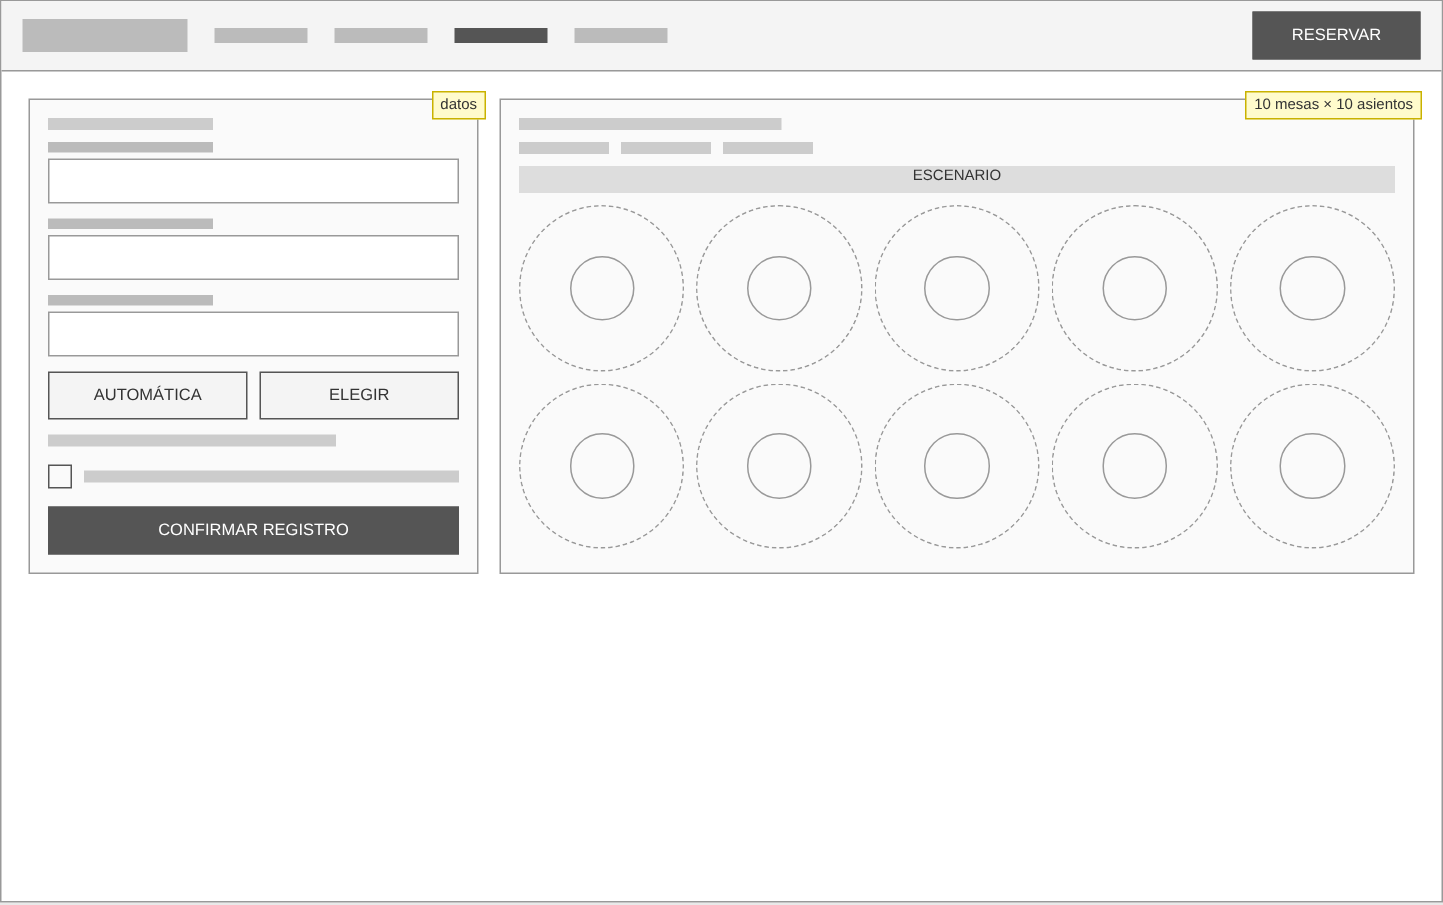 RESERVAR
datos
10 mesas × 10 asientos
ESCENARIO
AUTOMÁTICA
ELEGIR
CONFIRMAR REGISTRO